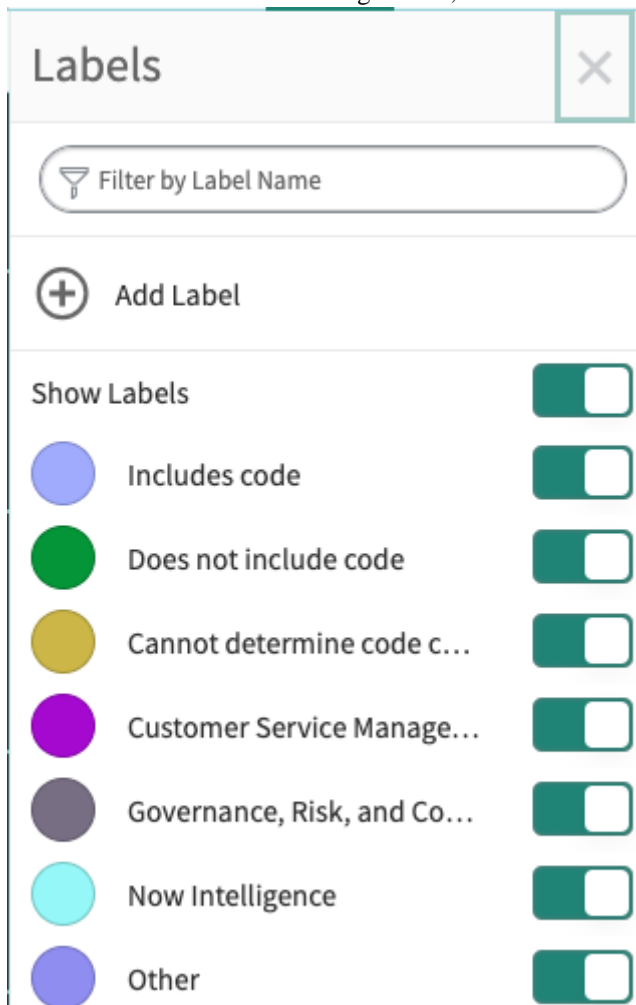 Labels
Filter by Label Name
Add Label
Show Labels
Includes code
Does not include code
Cannot determine code c...
Customer Service Manage...
Governance, Risk, and Co...
Now Intelligence
Other